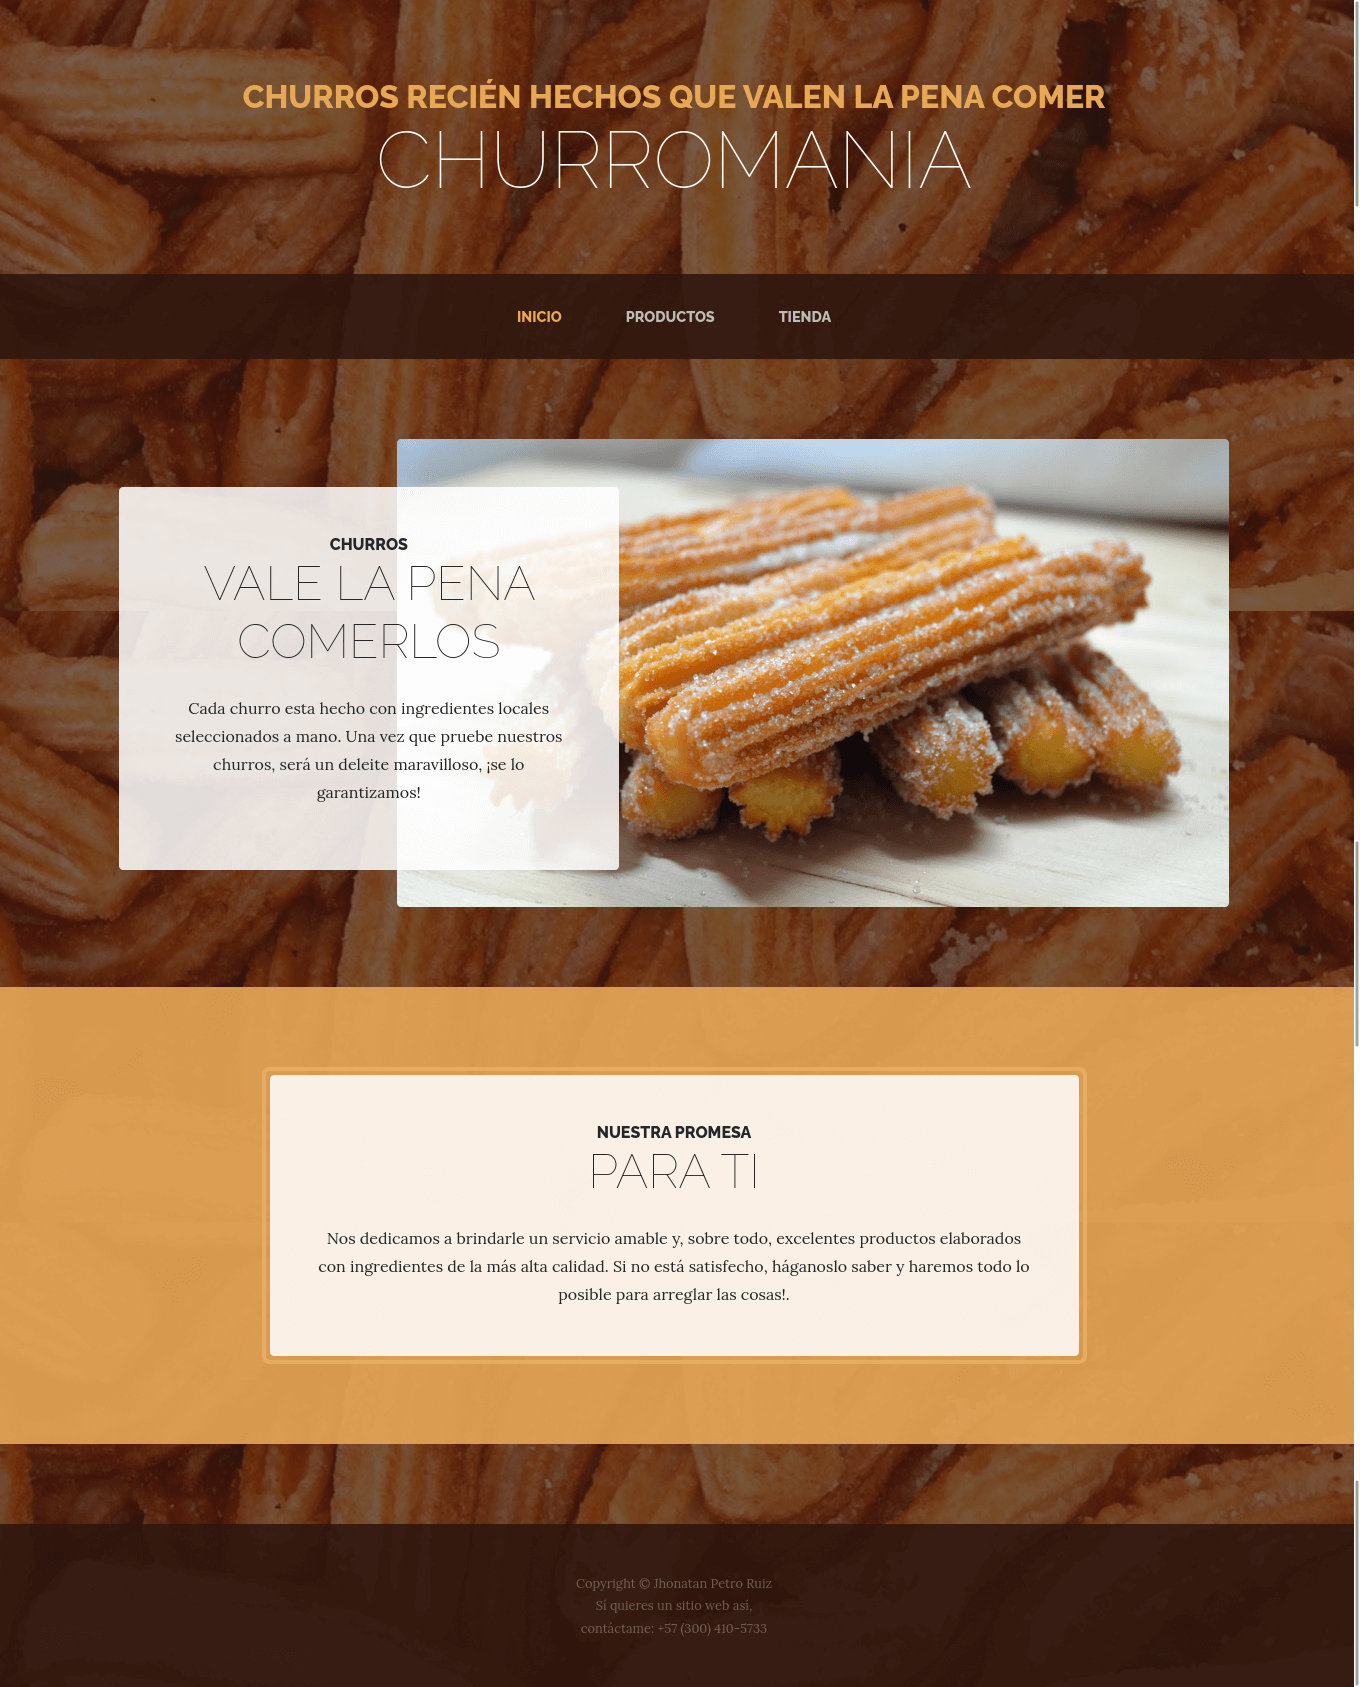 CHURROS RECIÉN HECHOS QUE VALEN LA PENA COMER
CHURROMANIA
INICIO
PRODUCTOS
TIENDA
CHURROS
VALE LA PENA
COMERLOS
Cada churro esta hecho con ingredientes locales
seleccionados a mano. Una vez que pruebe nuestros
churros, será un deleite maravilloso, ¡se lo
garantizamos!
NUESTRA PROMESA
PARA TI
Nos dedicamos a brindarle un servicio amable y, sobre todo, excelentes productos elaborados
con ingredientes de la más alta calidad. Si no está satisfecho, háganoslo saber y haremos todo lo
posible para arreglar las cosas!.
Copyright © Jhonatan Petro Ruiz
Sí quieres un sitio web así,
contáctame: +57 (300) 410-5733